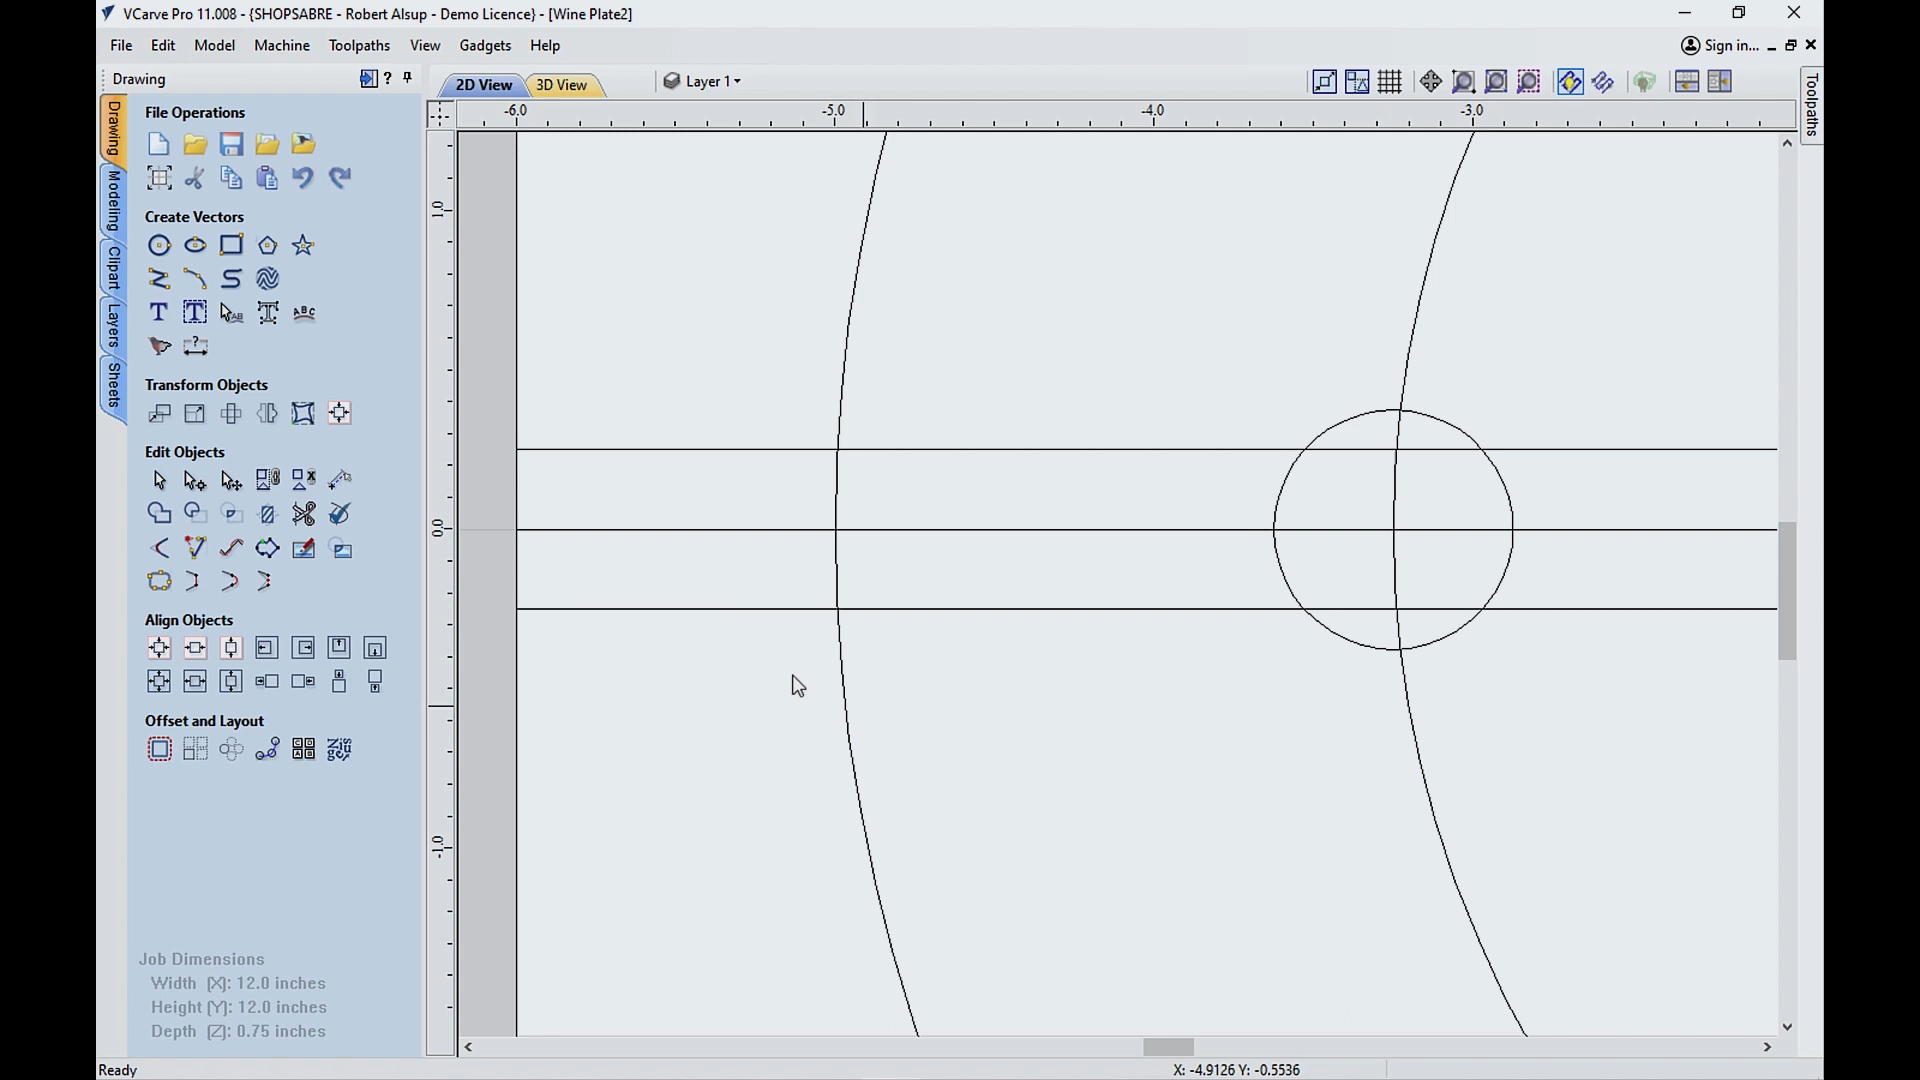 VCarve Pro 11.008 - {SHOPSABRE - Robert Alsup - Demo Licence} - [Wine Plate2]
File Edit Model Machine Toolpaths View Gadgets Help
Sign in...
Drawing
2D View 3D View
Layer 1
Toolpaths
Drawing
Modeling
Clipart
Layers
Sheets
File Operations
Create Vectors
Transform Objects
Edit Objects
Align Objects
Offset and Layout
Job Dimensions
Width (X): 12.0 inches
Height (Y): 12.0 inches
Depth (Z): 0.75 inches
-6.0 -5.0 -4.0 -3.0
1.0
0.0
-1.0
Ready
X: -4.9126 Y: -0.5536